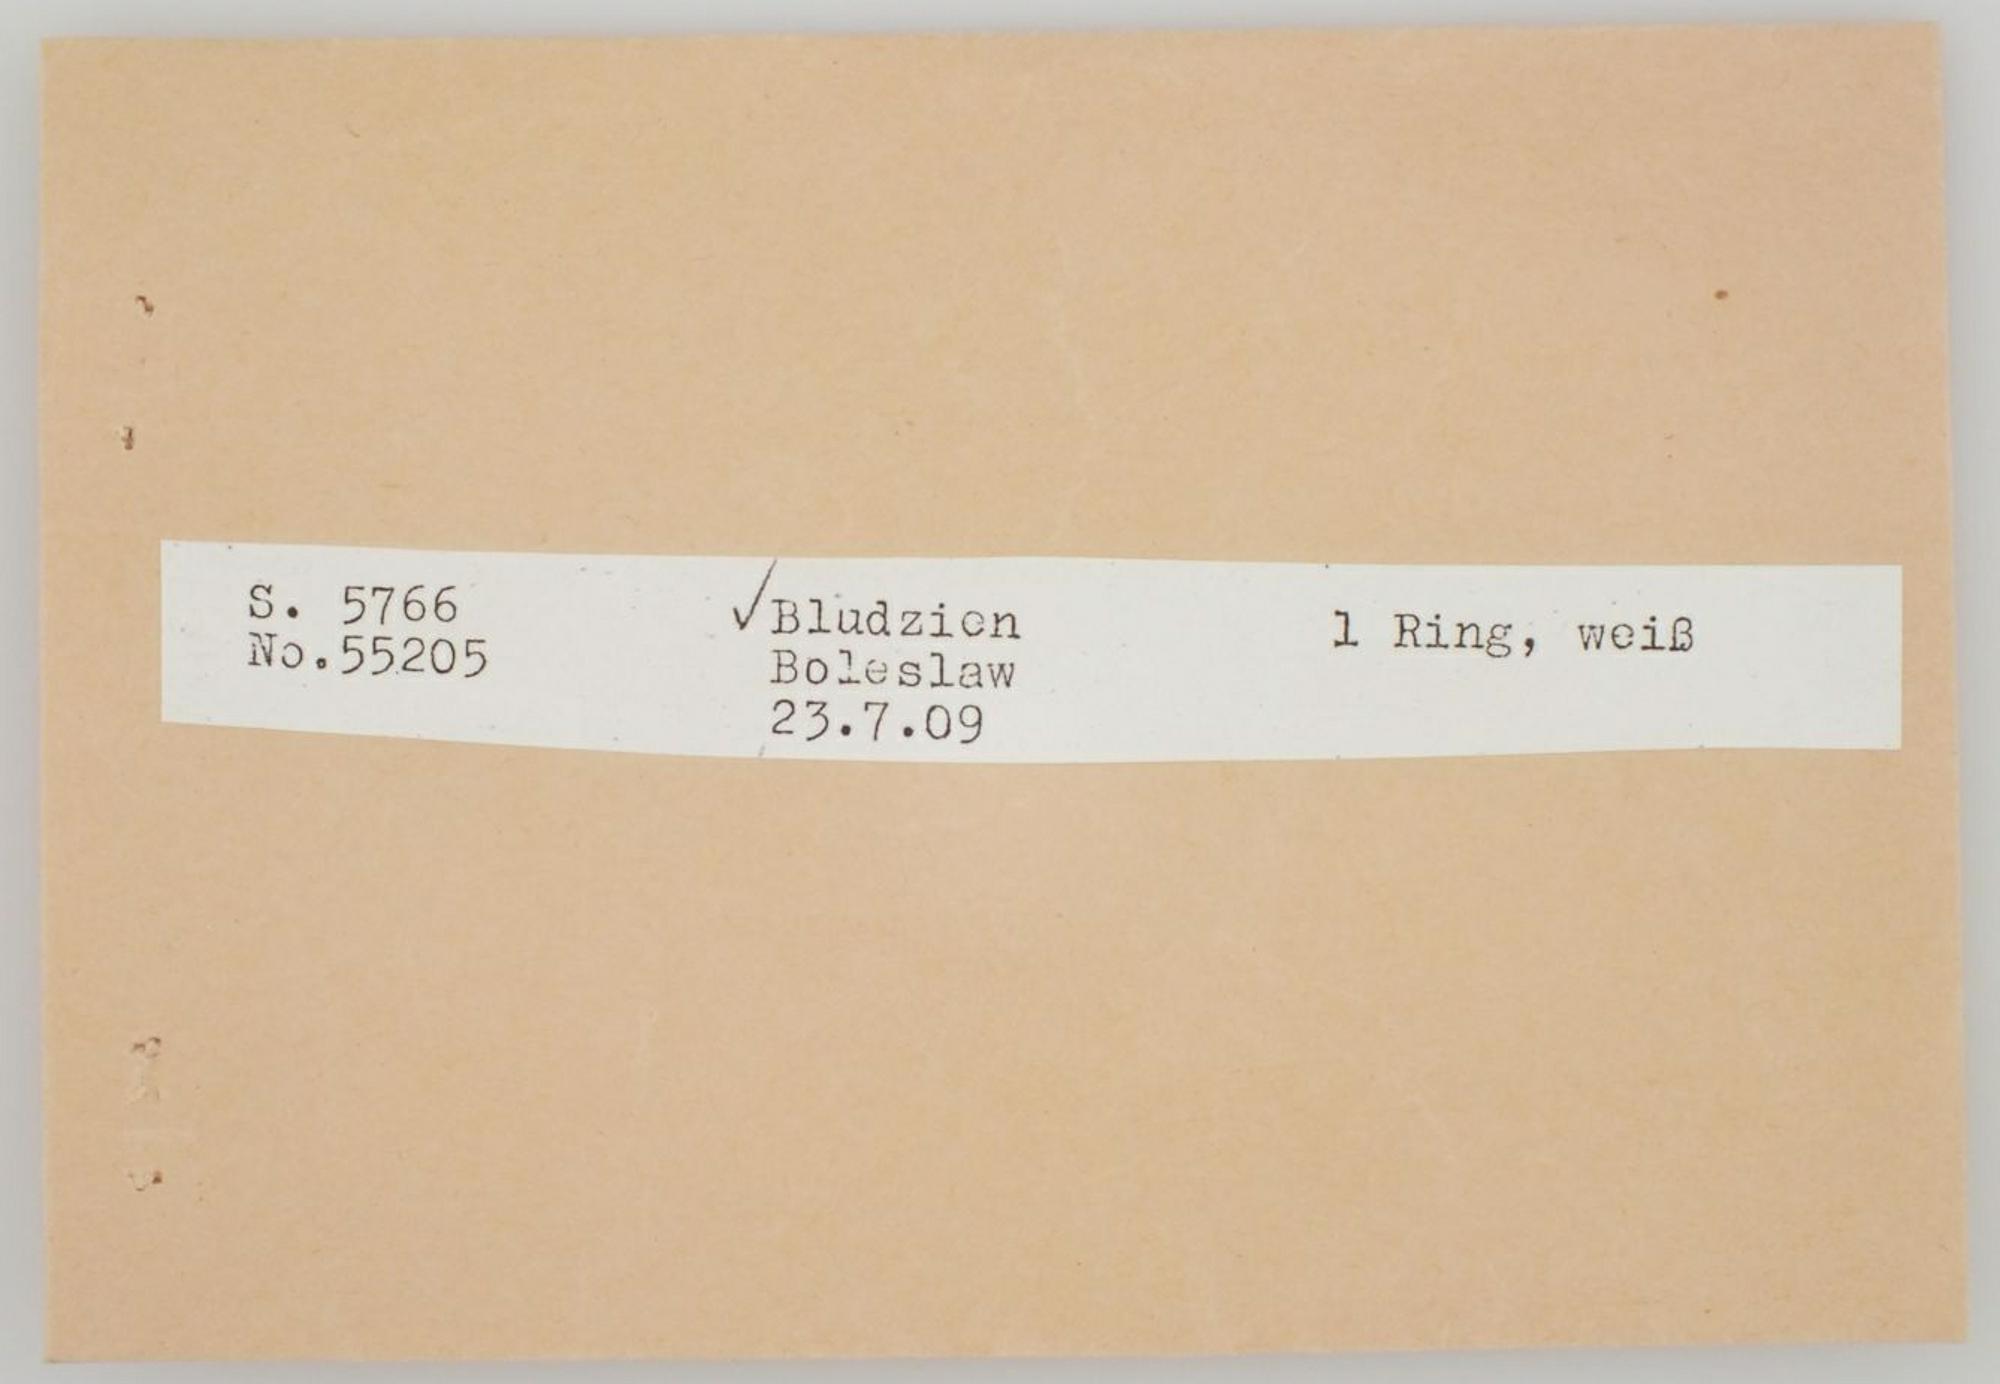 S. 5766
No.55205
✓Bludzien
Boleslaw
23.7.09
1 Ring, weiß